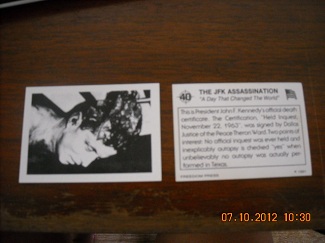 40
THE JFK ASSASSINATION
"A Day That Changed The World"
This is President John F. Kennedy's official death
certificate. The Certification, "Held Inquest,
November 22, 1963", was signed by Dallas
Justice of the Peace Theran Ward. Two points of
interest: No official inquest was ever held and
inexplicably autopsy is checked "yes" when
unbelievably no autopsy was actually per-
formed in Texas.
07.10.2012 10:30